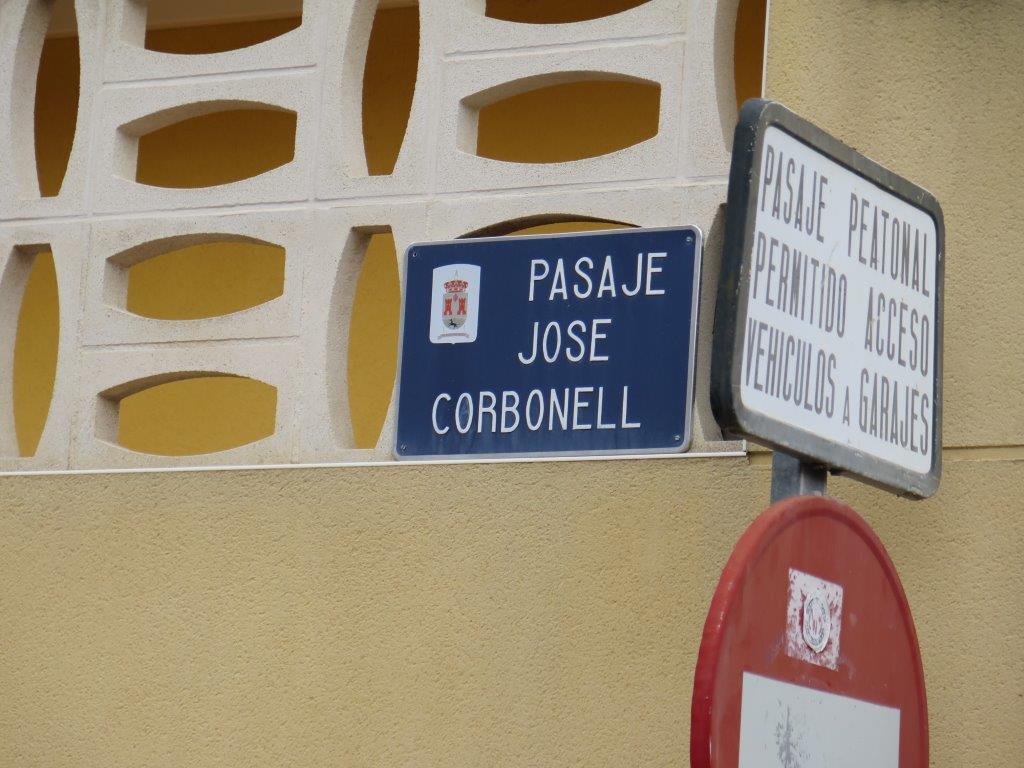 PASAJE
JOSE
CORBONELL
PASAJE PEATONAL
PERMITIDO ACCESO
VEHICULOS A GARAJES